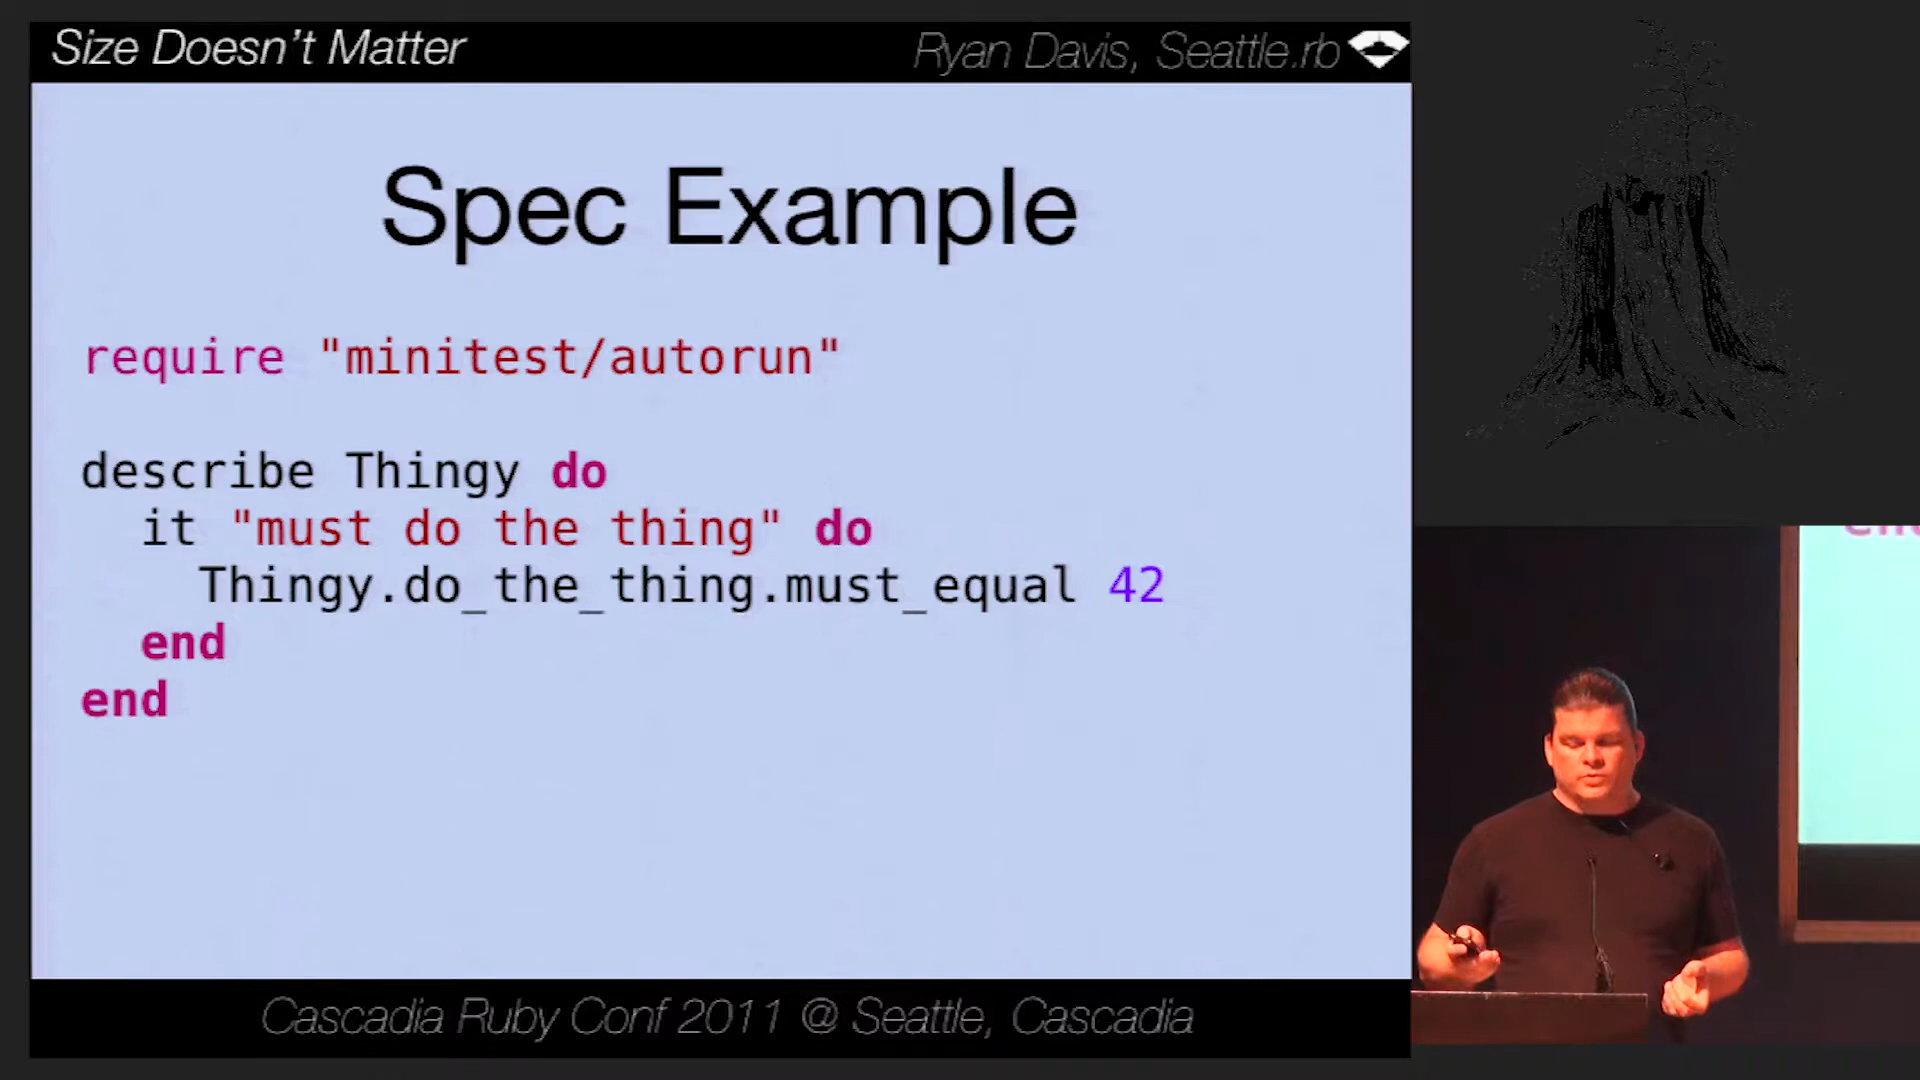 Size Doesn't Matter
Ryan Davis, Seattle.rb
Spec Example
require "minitest/autorun"
describe Thingy do
it "must do the thing" do
Thingy.do_the_thing.must_equal 42
end
end
Cascadia Ruby Conf 2011 @ Seattle, Cascadia
end